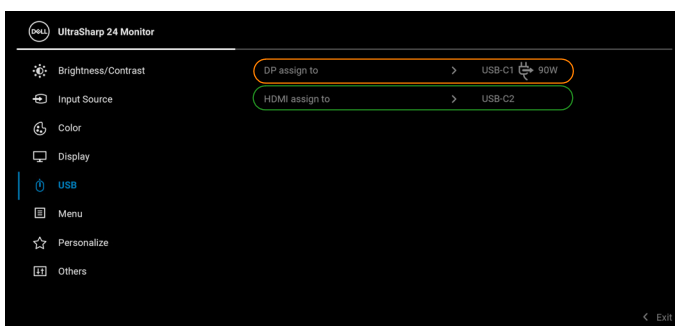 DELL UltraSharp 24 Monitor
Brightness/Contrast
DP assign to > USB-C1 90W
Input Source
HDMI assign to > USB-C2
Color
Display
USB
Menu
Personalize
Others
< Exit